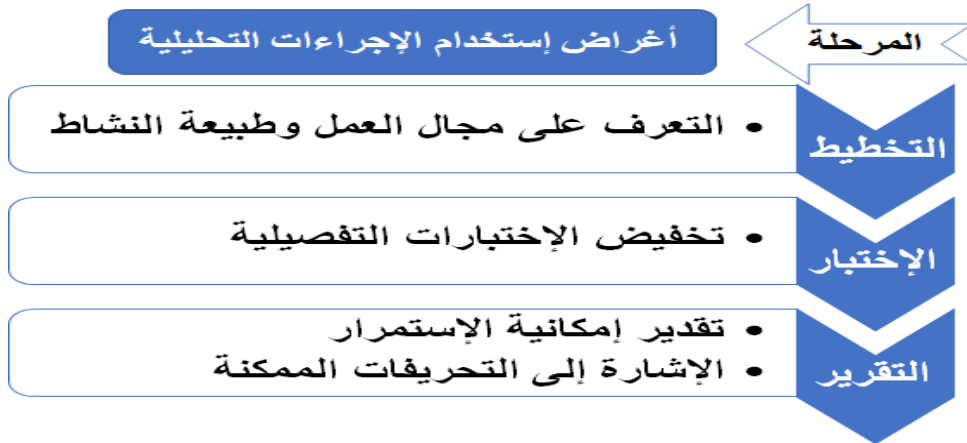 المرحلة
أغراض إستخدام الإجراءات التحليلية
التخطيط
• التعرف على مجال العمل وطبيعة النشاط
الإختبار
• تخفيض الإختبارات التفصيلية
التقرير
• تقدير إمكانية الإستمرار
• الإشارة إلى التحريفات الممكنة